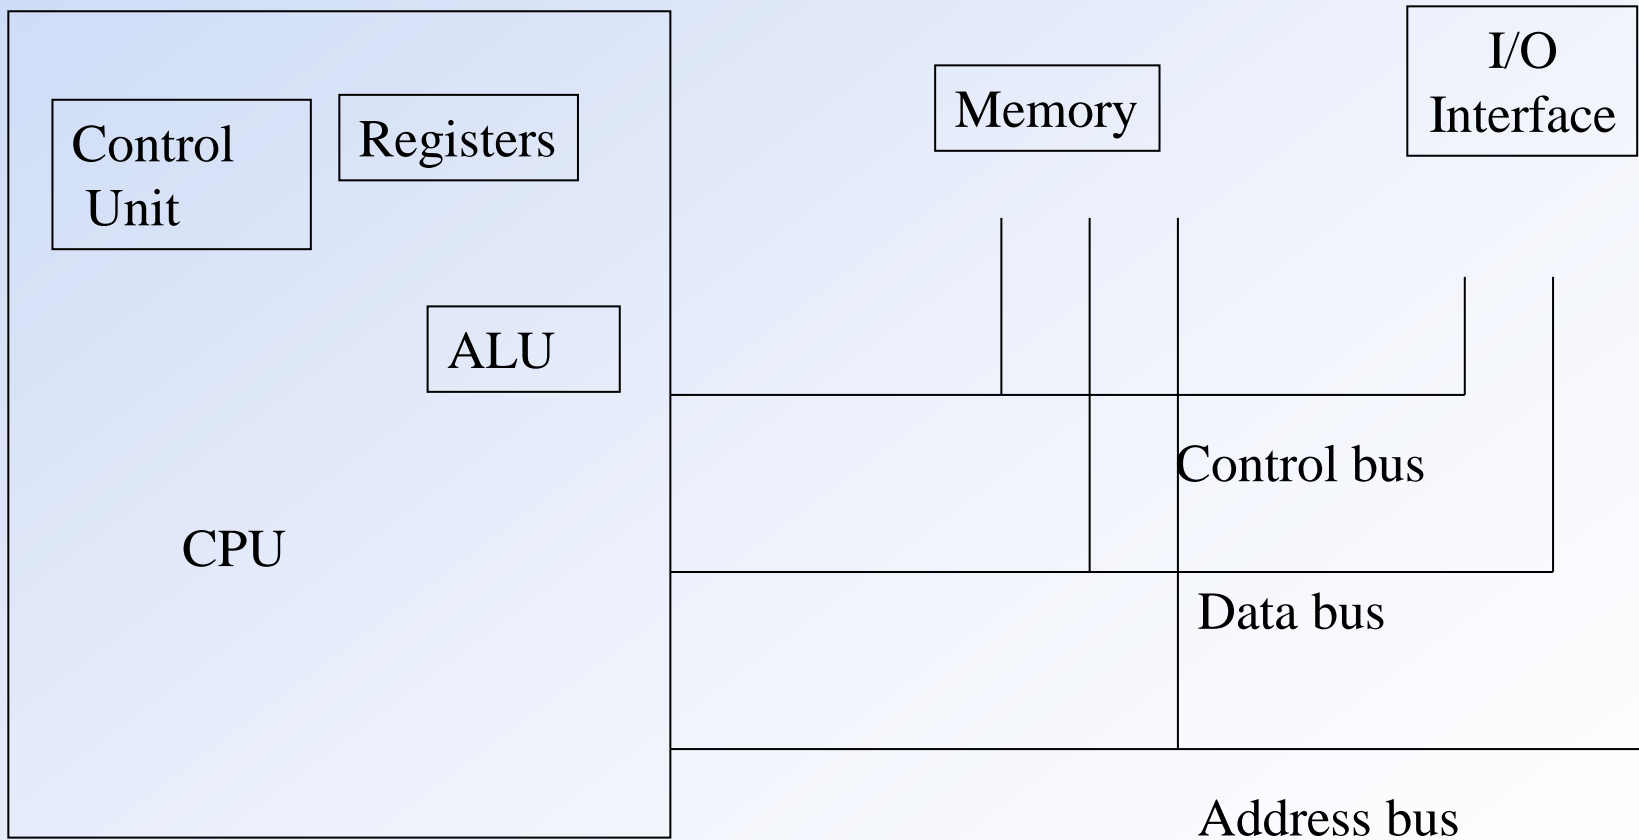 Control
Unit
Registers
ALU
CPU
Memory
I/O
Interface
Control bus
Data bus
Address bus